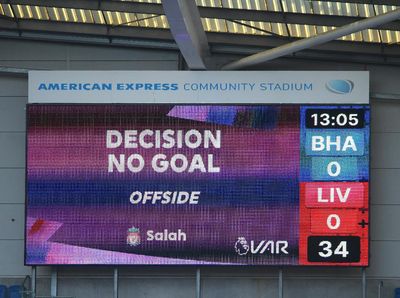 AMERICAN EXPRESS COMMUNITY STADIUM
DECISION
NO GOAL
OFFSIDE
Salah
VAR
13:05
BHA
0
LIV
0
34